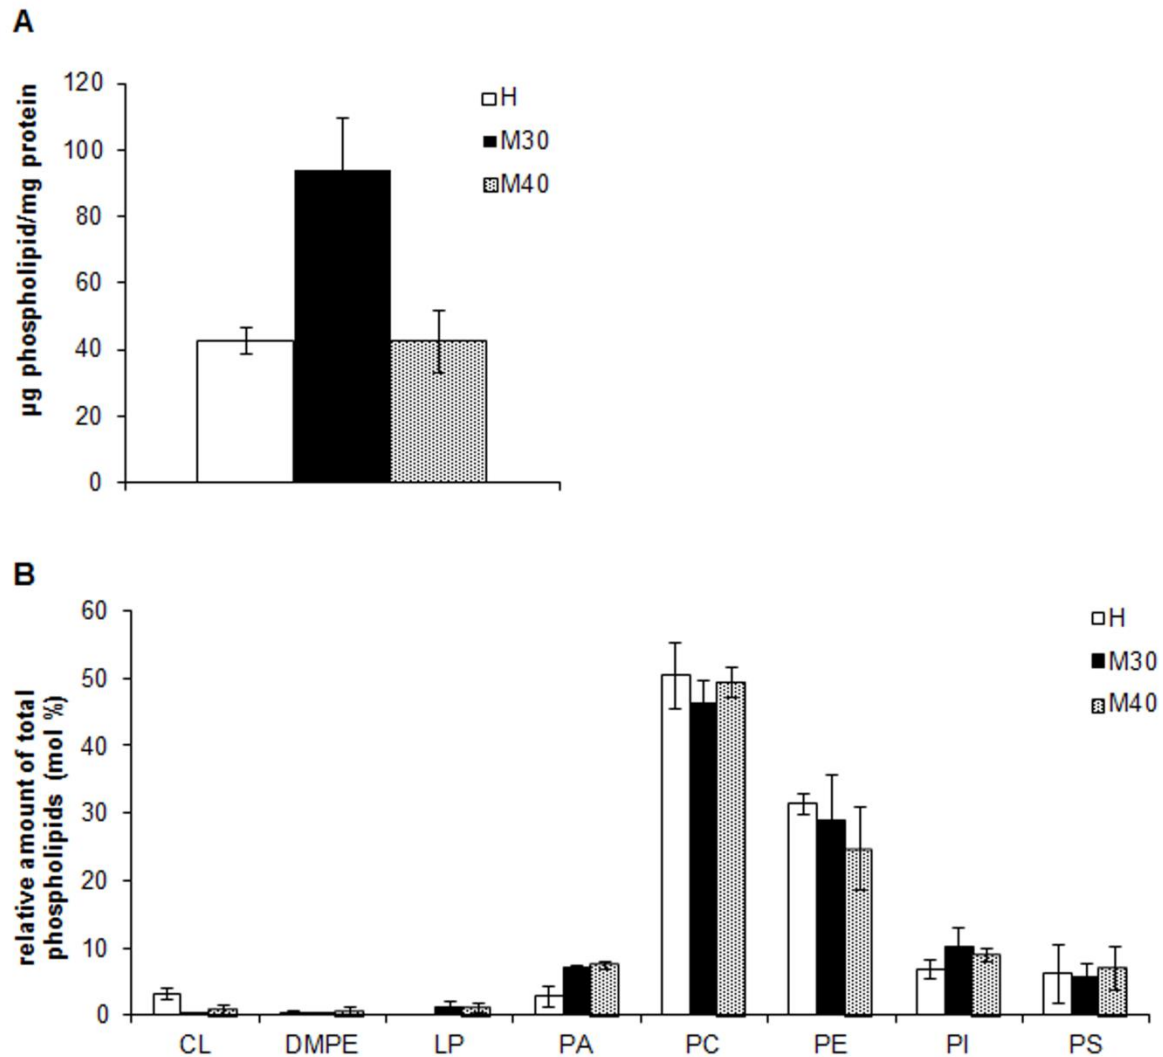 A
µg phospholipid/mg protein
120
100
80
60
40
20
0
H
M30
M40
B
relative amount of total
phospholipids (mol %)
60
50
40
30
20
10
0
H
M30
M40
CL DMPE LP PA PC PE PI PS